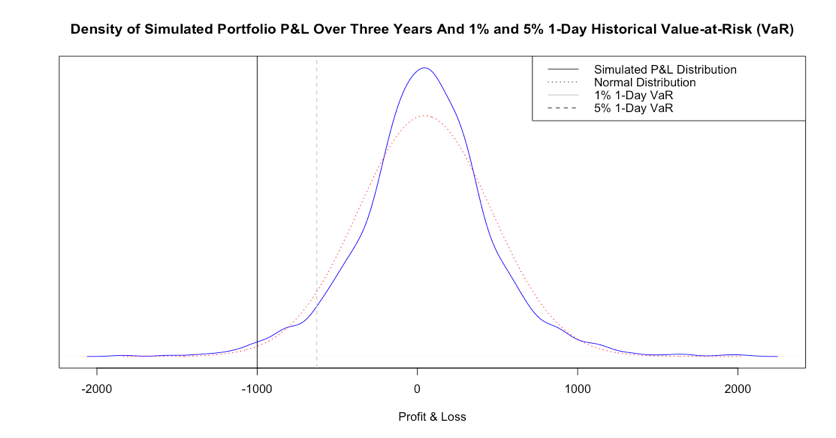 Density of Simulated Portfolio P&L Over Three Years And 1% and 5% 1-Day Historical Value-at-Risk (VaR)
Simulated P&L Distribution
Normal Distribution
1% 1-Day VaR
5% 1-Day VaR
-2000 -1000 0 1000 2000
Profit & Loss